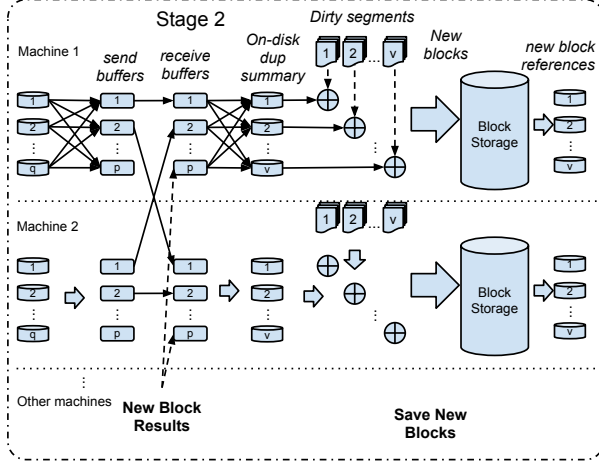 Stage 2
Dirty segments
Machine 1
send buffers
receive buffers
On-disk dup summary
1 2 ... v
New blocks
new block references
1 1 1 1
2 2 2 2
: : : :
q p p v
Block Storage
1
2
:
v
Machine 2
1 2 ... v
1 1 1 1
2 2 2 2
: : : :
q p p v
Block Storage
1
2
:
v
:
Other machines
New Block Results
Save New Blocks